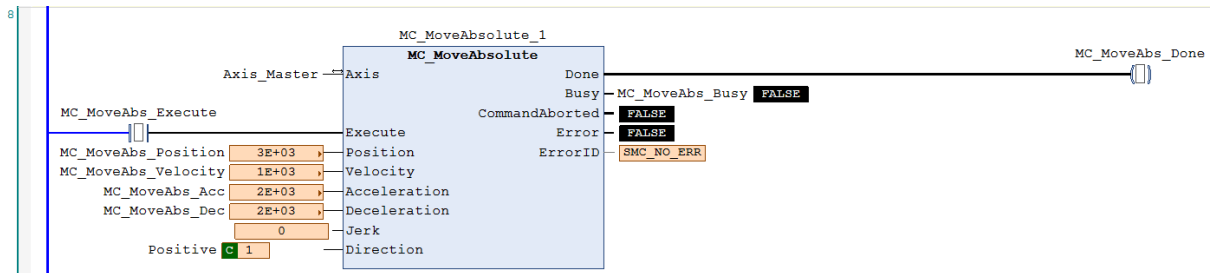 8
MC_MoveAbsolute_1
MC_MoveAbsolute
MC_MoveAbs_Done
Axis_Master Axis Done
Busy MC_MoveAbs_Busy FALSE
MC_MoveAbs_Execute CommandAborted FALSE
Execute Error FALSE
MC_MoveAbs_Position 3E+03 Position ErrorID SMC_NO_ERR
MC_MoveAbs_Velocity 1E+03 Velocity
MC_MoveAbs_Acc 2E+03 Acceleration
MC_MoveAbs_Dec 2E+03 Deceleration
0 Jerk
Positive C 1 Direction